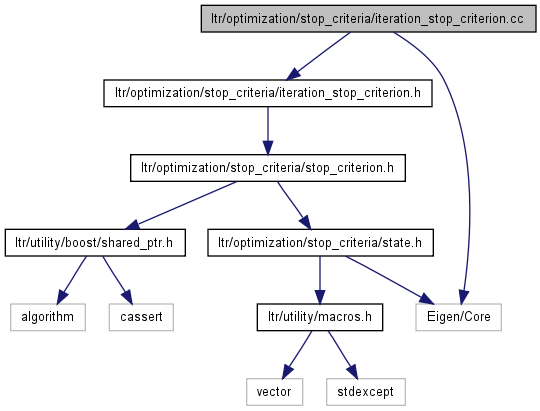 ltr/optimization/stop_criteria/iteration_stop_criterion.cc
ltr/optimization/stop_criteria/iteration_stop_criterion.h
ltr/optimization/stop_criteria/stop_criterion.h
ltr/utility/boost/shared_ptr.h
ltr/optimization/stop_criteria/state.h
algorithm
cassert
ltr/utility/macros.h
Eigen/Core
vector
stdexcept